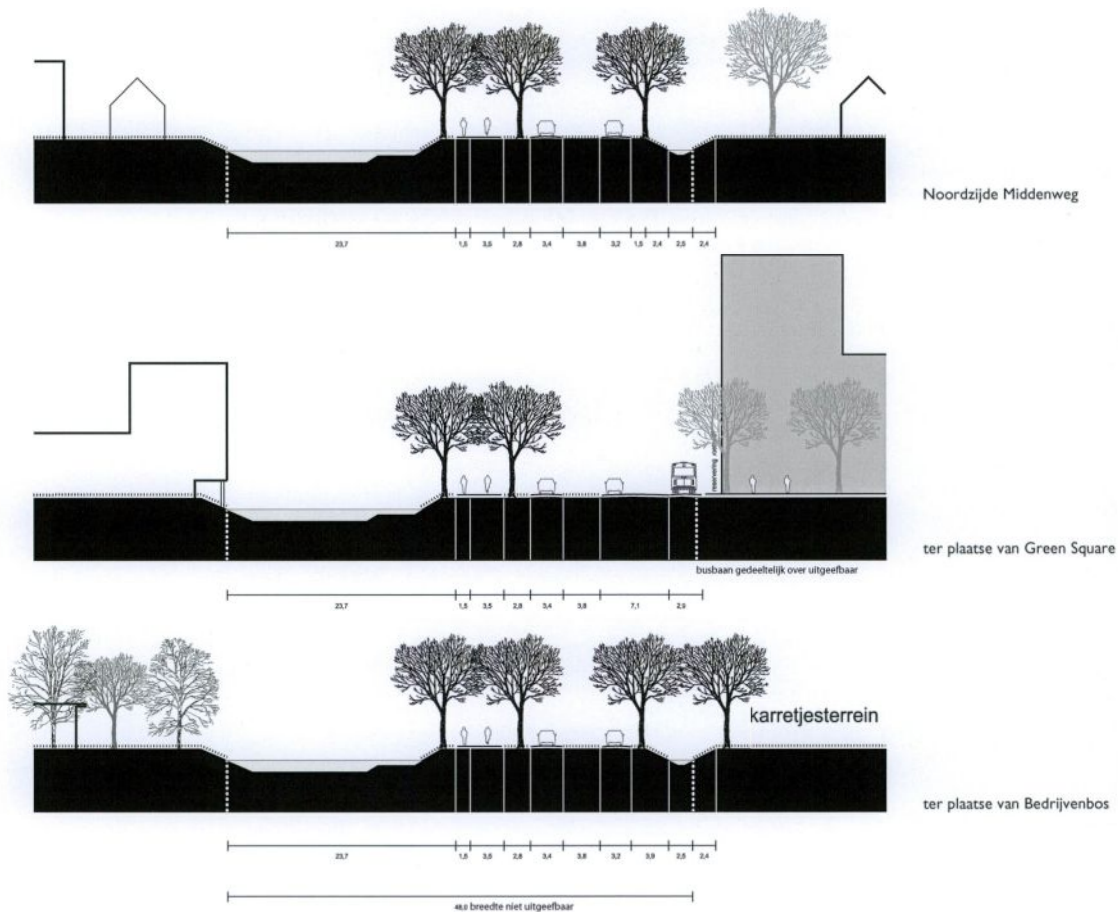 Noordzijde Middenweg
23,7 1,5 3,5 2,8 3,4 3,8 3,2 1,5 2,4 2,5 2,4
reservering
ter plaatse van Green Square
busbaan gedeeltelijk over uitgeefbaar
23,7 1,5 3,5 2,8 3,4 3,8 7,1 2,9
karretjesterrein
ter plaatse van Bedrijvenbos
23,7 1,5 3,5 2,8 3,4 3,8 3,2 3,9 2,5 2,4
breedte niet uitgeefbaar